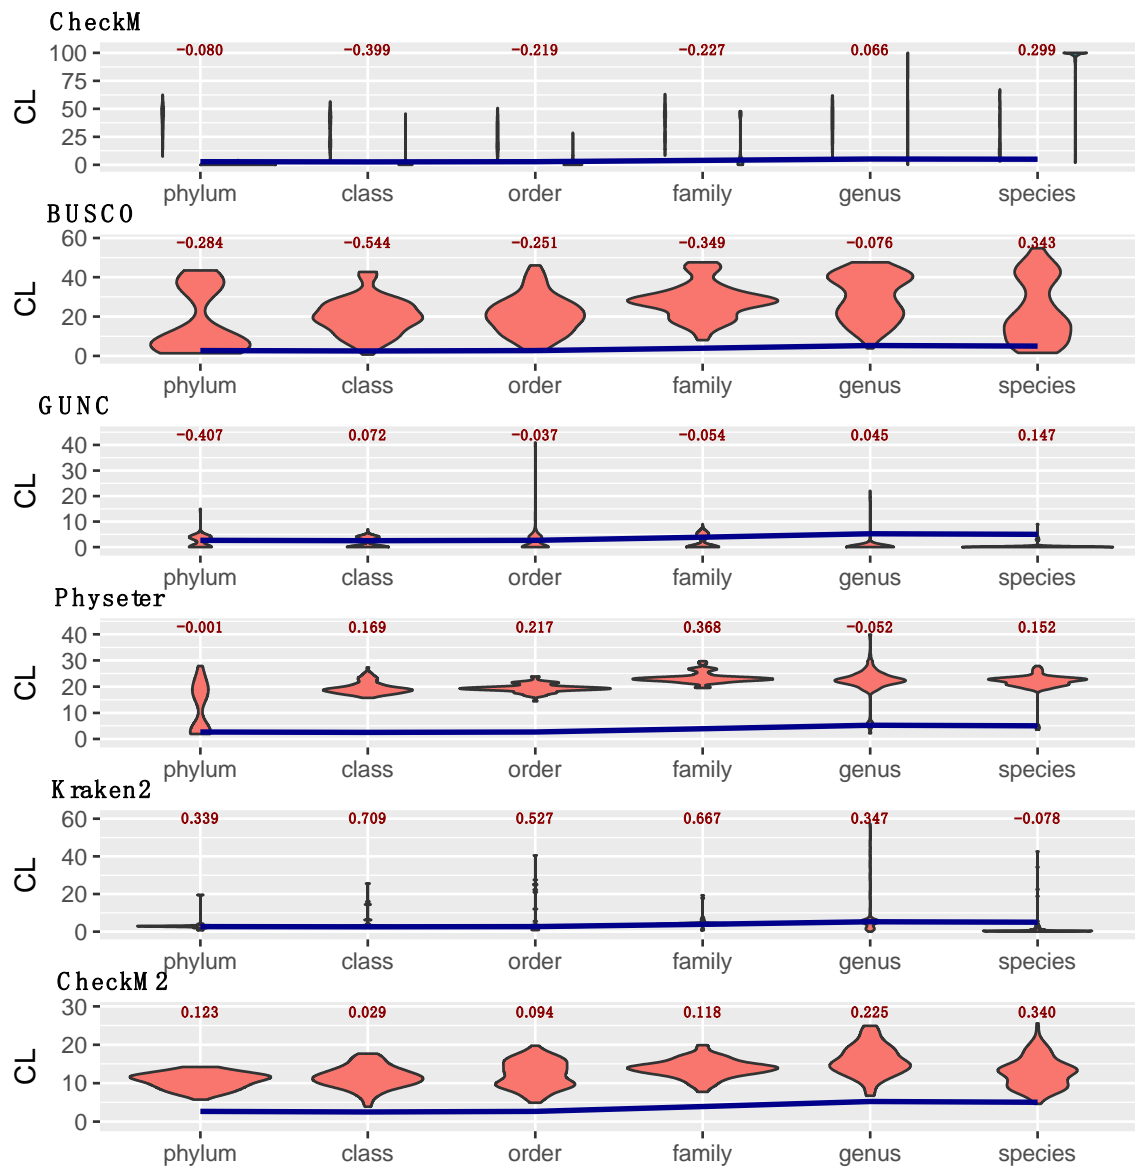 CheckM
−0.080 −0.399 −0.219 −0.227 0.066 0.299
100
75
50
25
0
CL
phylum class order family genus species
BUSCO
−0.284 −0.544 −0.251 −0.349 −0.076 0.343
60
40
20
0
CL
phylum class order family genus species
GUNC
−0.407 0.072 −0.037 −0.054 0.045 0.147
40
30
20
10
0
CL
phylum class order family genus species
Physeter
−0.001 0.169 0.217 0.368 −0.052 0.152
40
30
20
10
0
CL
phylum class order family genus species
Kraken2
0.339 0.709 0.527 0.667 0.347 −0.078
60
40
20
0
CL
phylum class order family genus species
CheckM2
0.123 0.029 0.094 0.118 0.225 0.340
30
20
10
0
CL
phylum class order family genus species